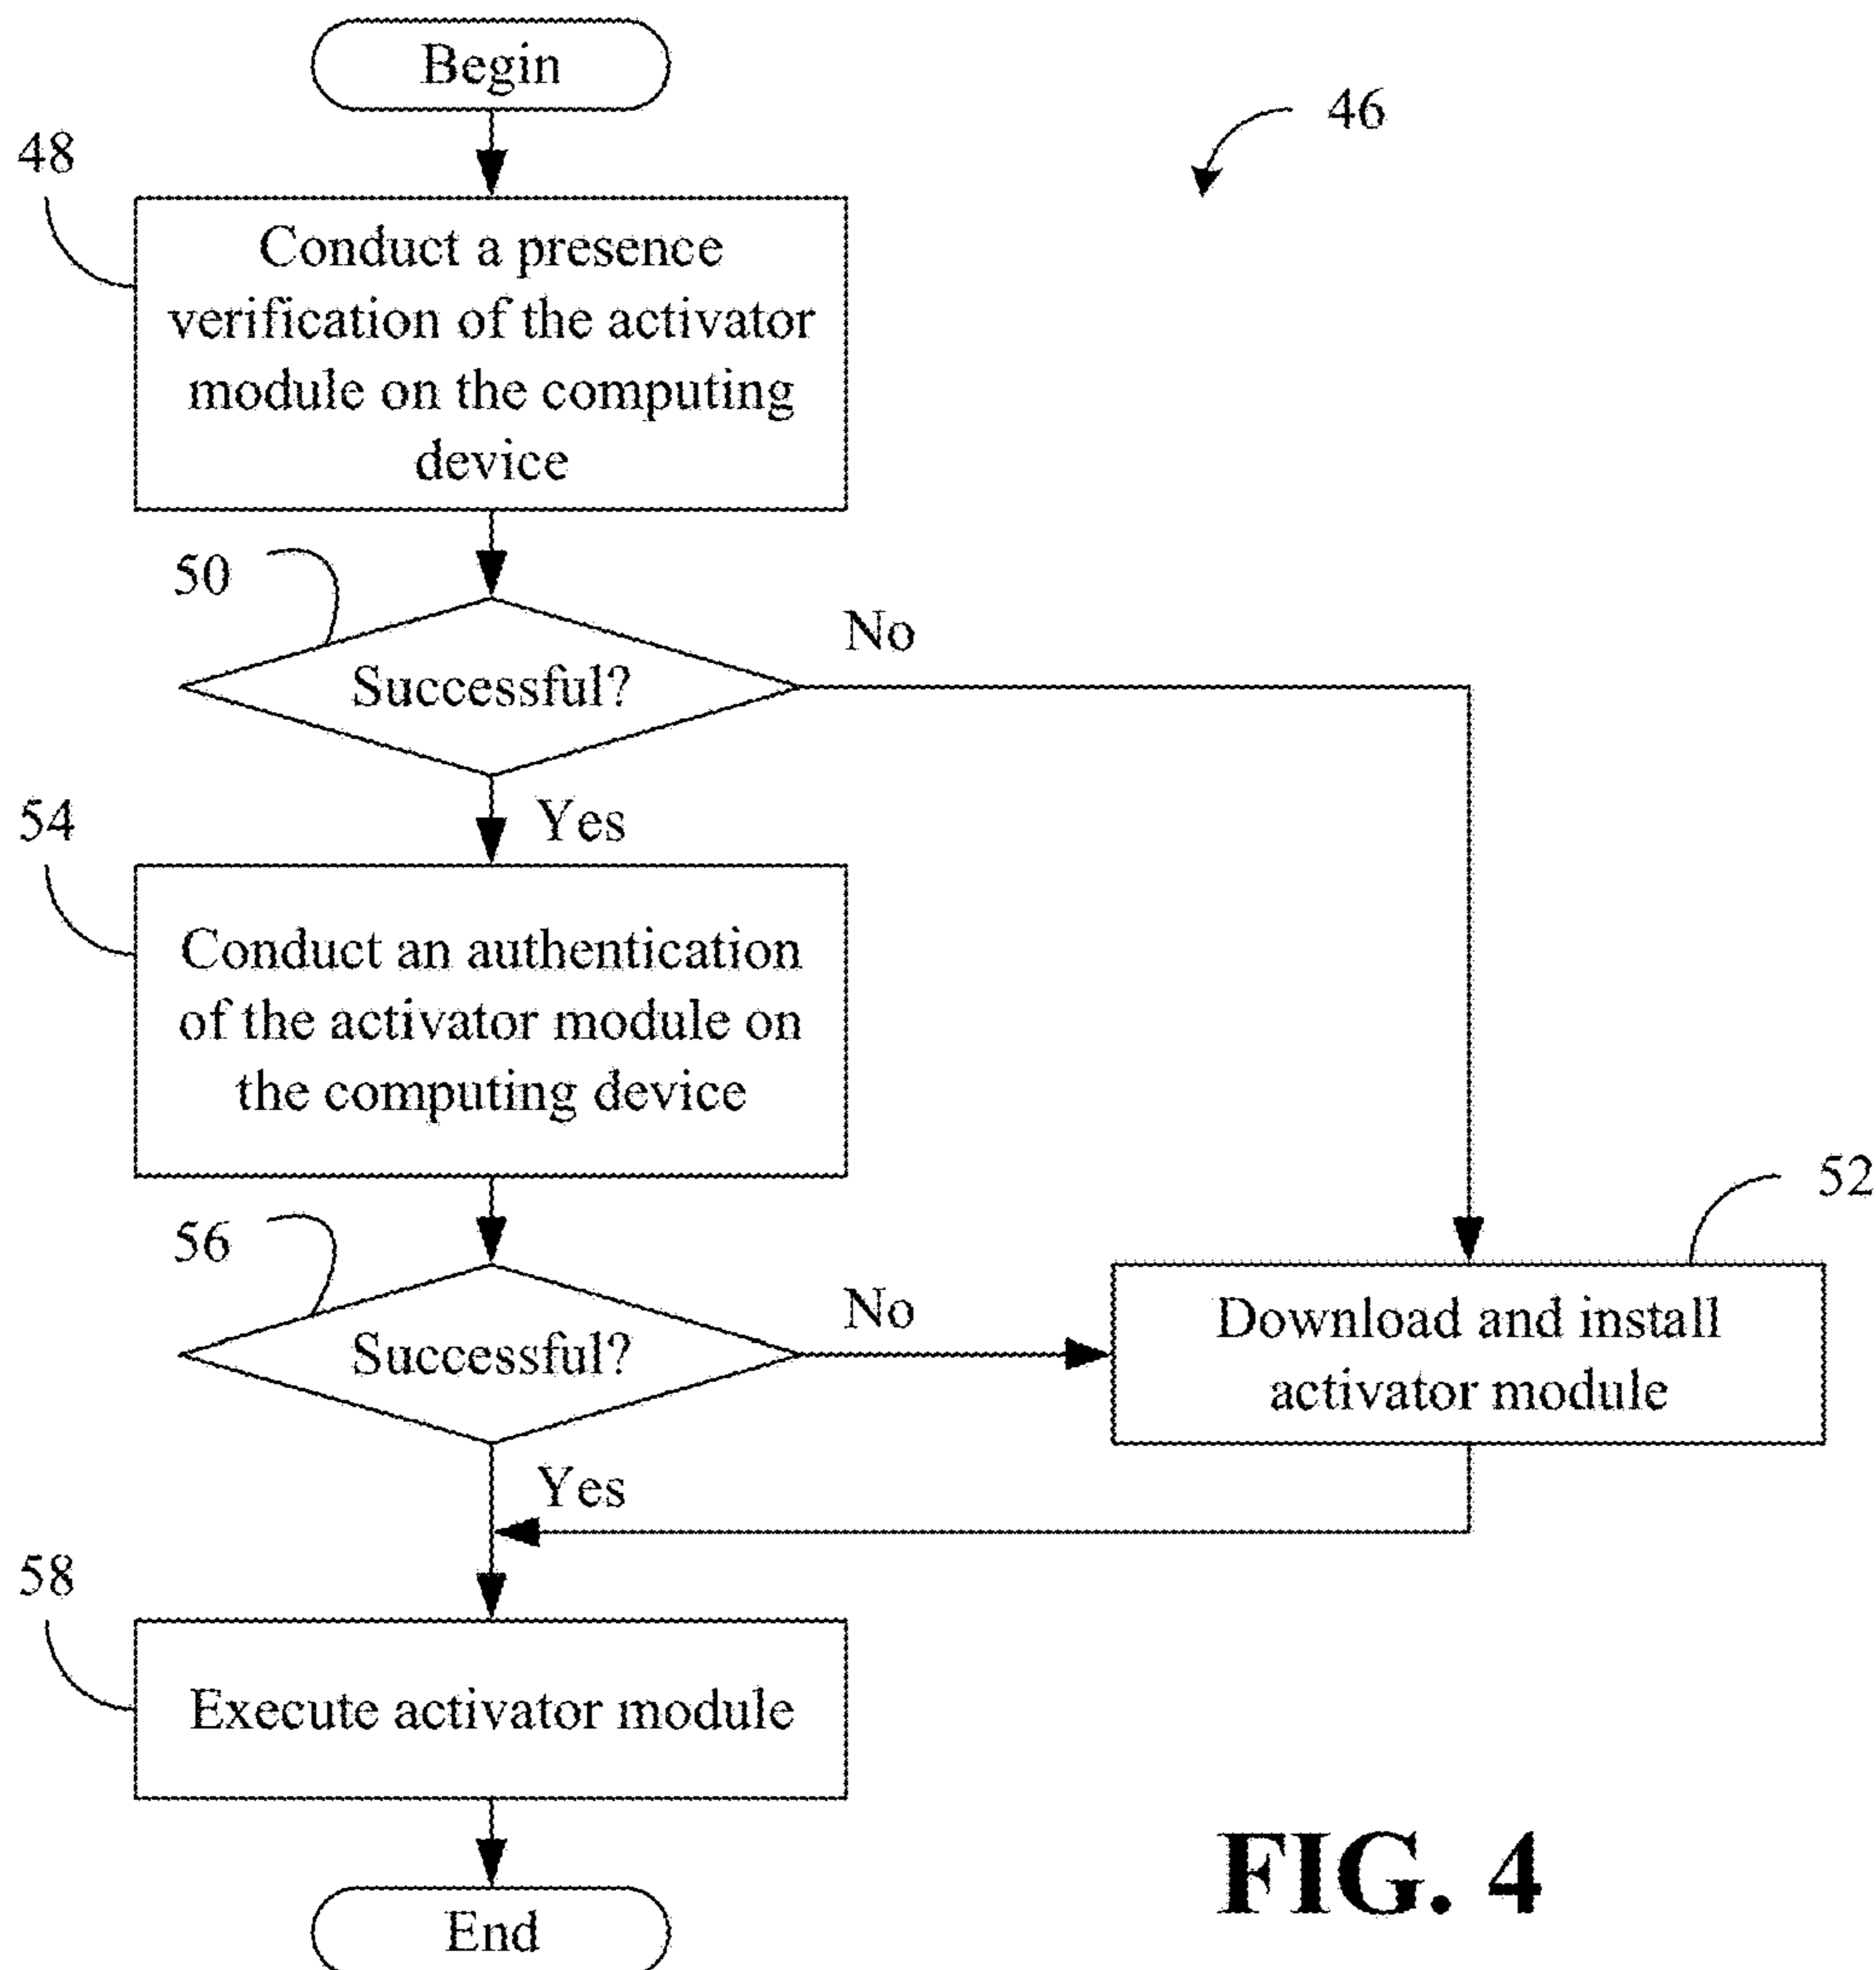 Begin
46
48
Conduct a presence
verification of the activator
module on the computing
device
50
Successful?
No
Yes
54
Conduct an authentication
of the activator module on
the computing device
52
56
Successful?
No
Download and install
activator module
Yes
58
Execute activator module
End
FIG. 4